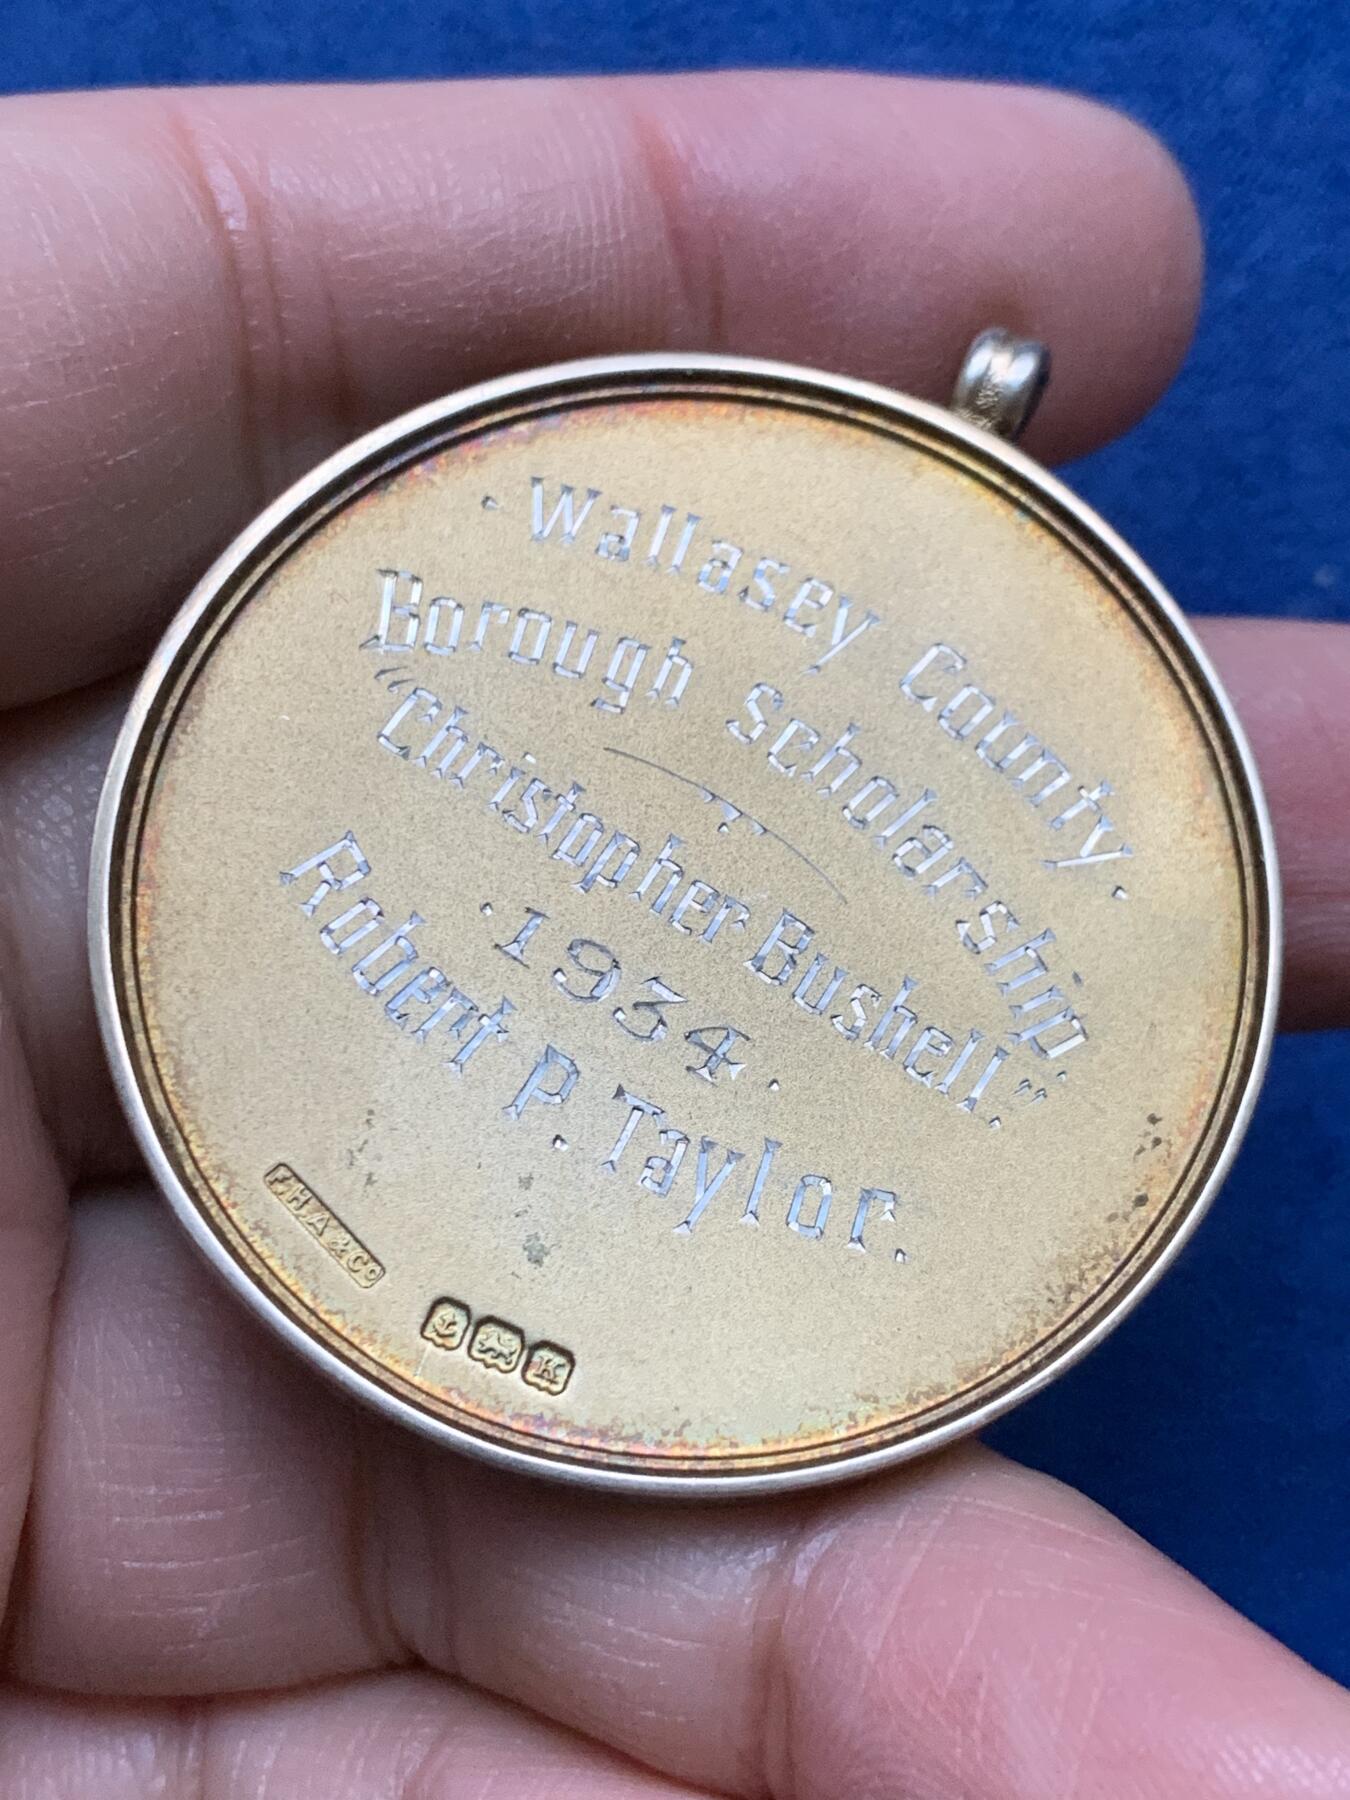 · Wallasey County ·
Borough Scholarship
"Christopher Bushell."
· 1934 ·
Robert P. Taylor.
F.H.A & Co
K